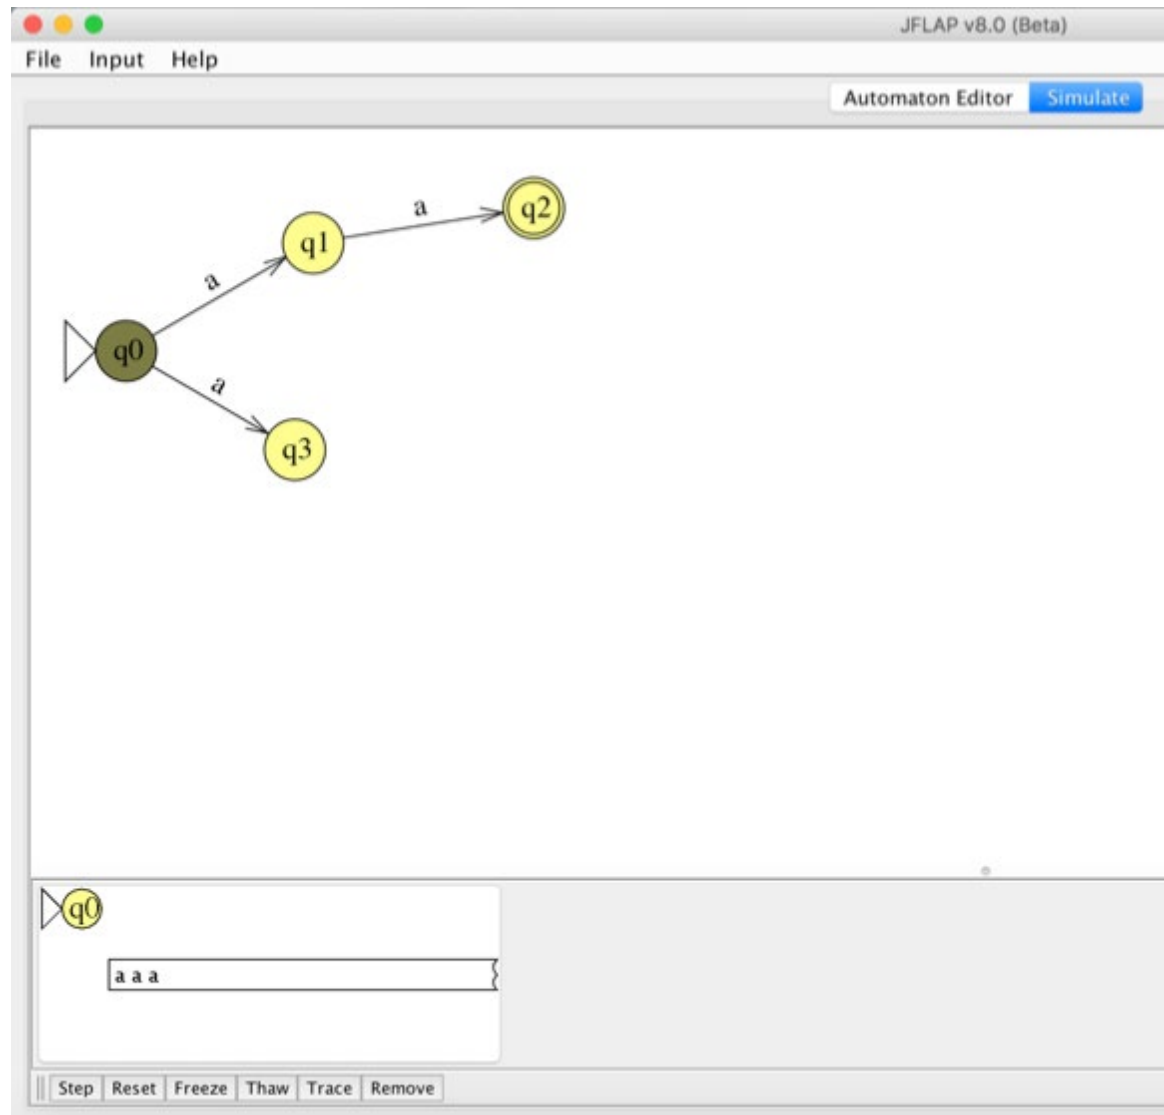 JFLAP v8.0 (Beta)
File Input Help
Automaton Editor Simulate
a q2
q1
a
q0
a
q3
q0
a a a
Step Reset Freeze Thaw Trace Remove